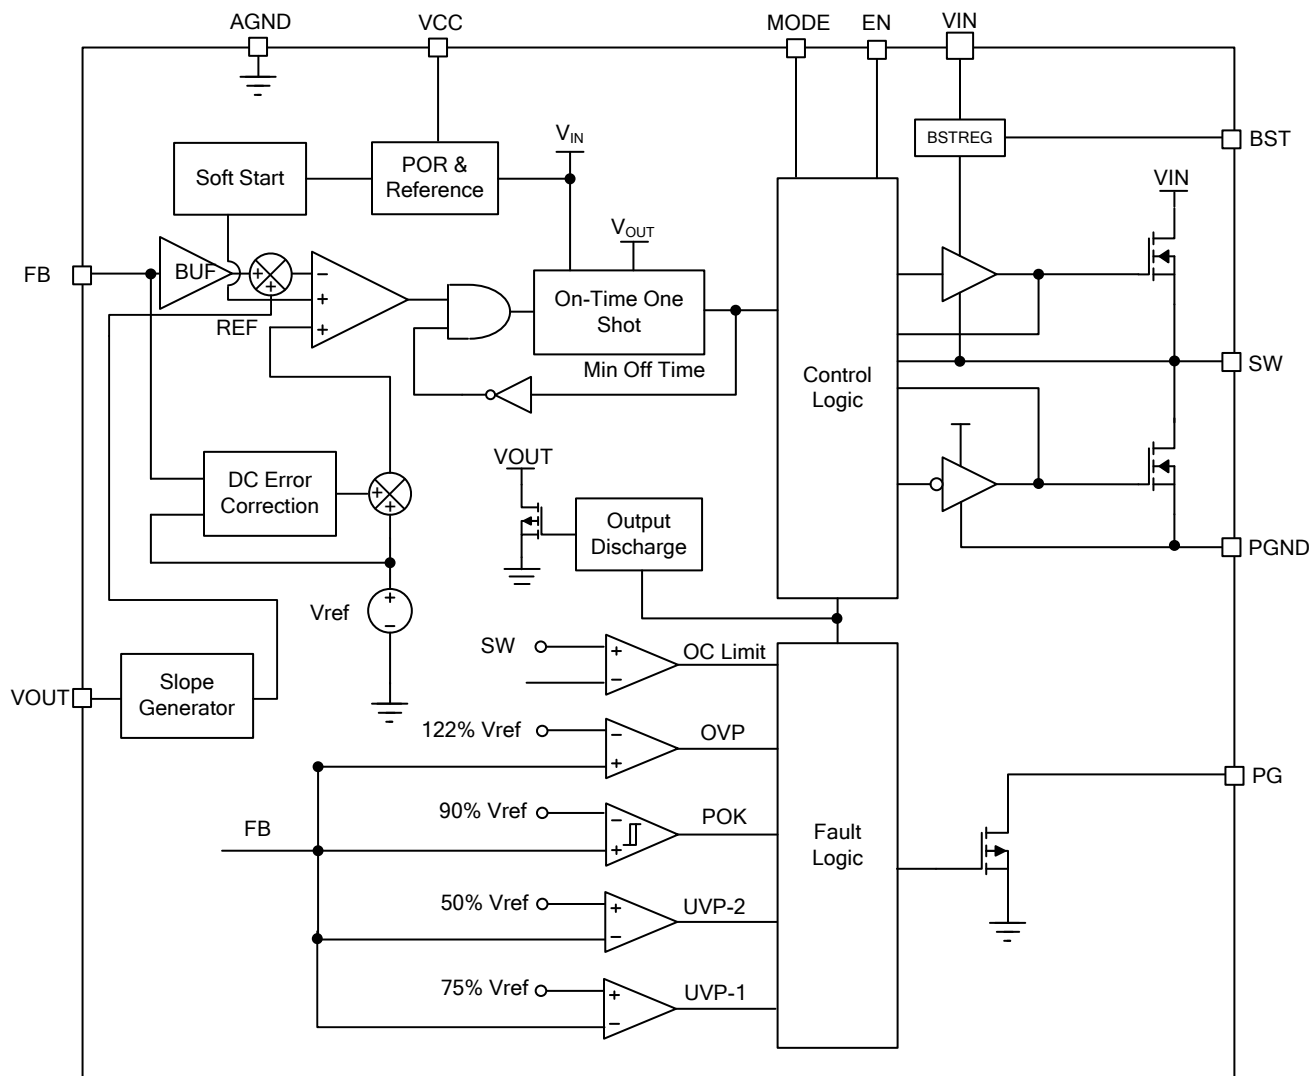 AGND
VCC
MODE
EN
VIN
BSTREG
BST
VIN
Soft Start
POR &
Reference
VIN
VOUT
FB
BUF
+
+
REF
−
+
+
On-Time One
Shot
Min Off Time
Control
Logic
SW
DC Error
Correction
+
+
VOUT
Output
Discharge
PGND
Vref
+
−
VOUT
Slope
Generator
SW
+
−
OC Limit
122% Vref
−
+
OVP
PG
FB
90% Vref
−
+
POK
Fault
Logic
50% Vref
+
−
UVP-2
75% Vref
+
−
UVP-1